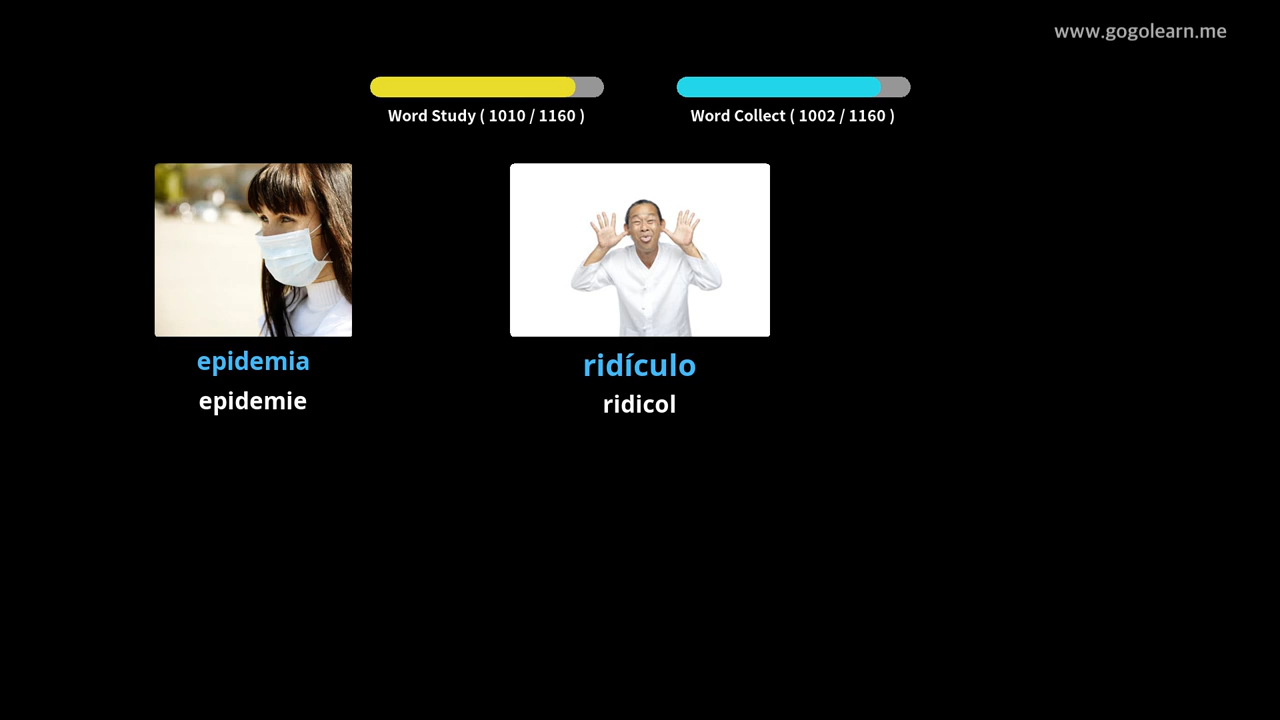 www.gogolearn.me
Word Study ( 1010 / 1160 )
Word Collect ( 1002 / 1160 )
epidemia
epidemie
ridículo
ridicol